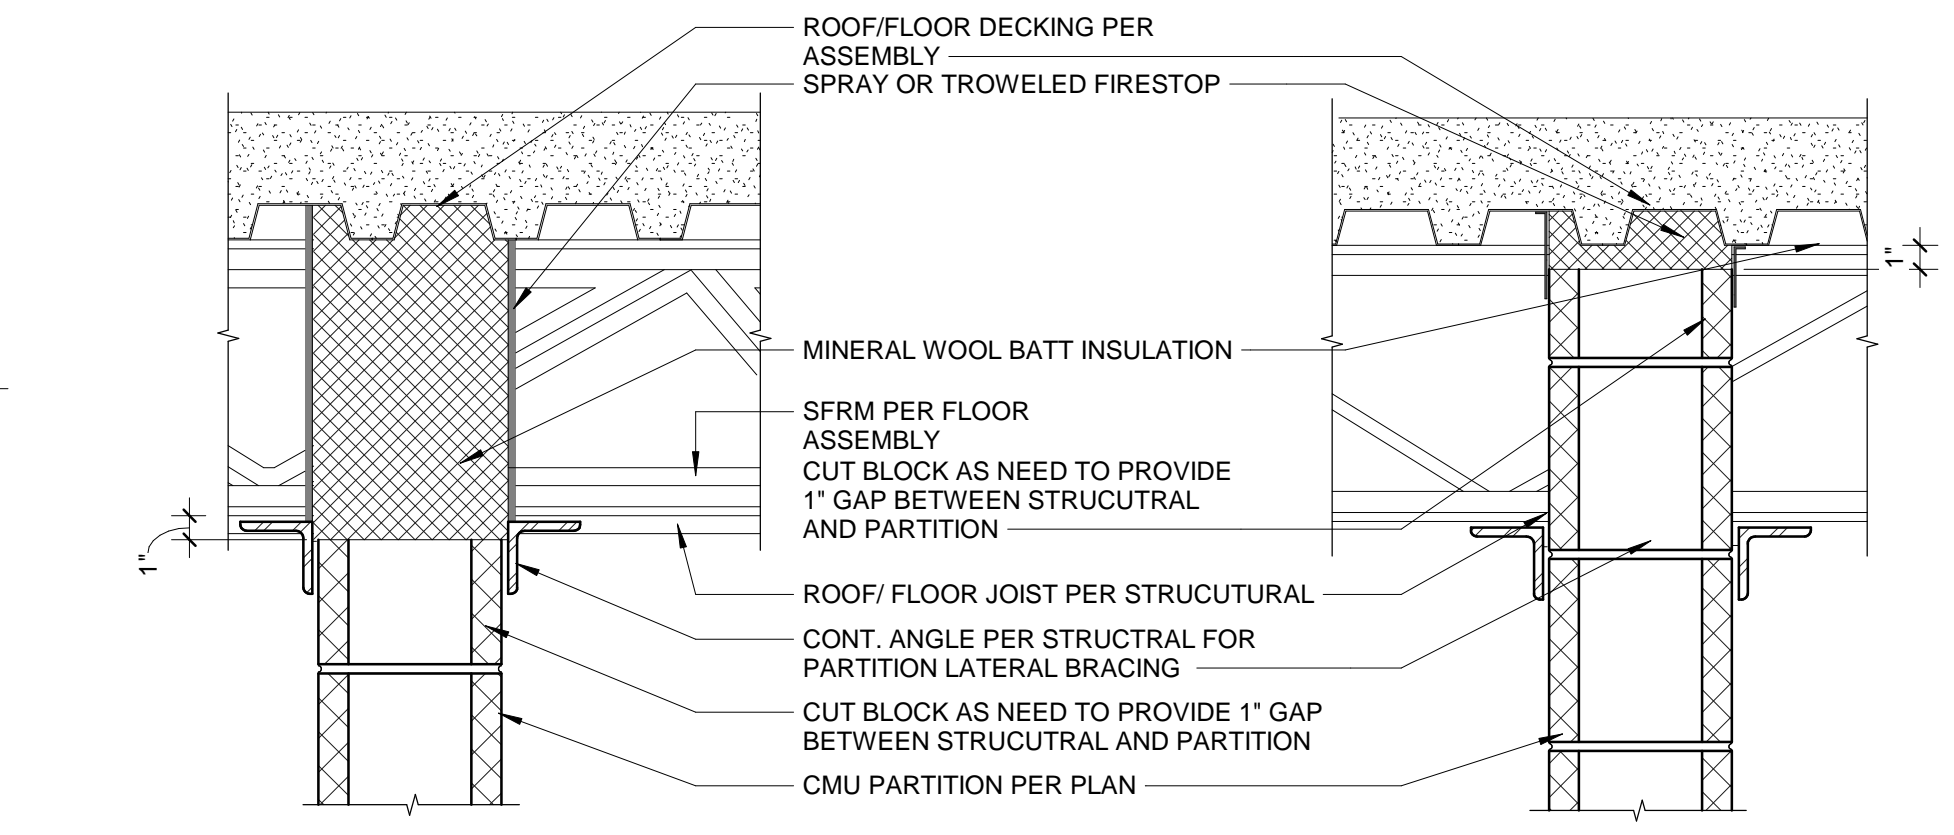 ROOF/FLOOR DECKING PER
ASSEMBLY
SPRAY OR TROWELED FIRESTOP
1"
MINERAL WOOL BATT INSULATION
SFRM PER FLOOR
ASSEMBLY
CUT BLOCK AS NEED TO PROVIDE
1" GAP BETWEEN STRUCUTRAL
AND PARTITION
1"
ROOF/ FLOOR JOIST PER STRUCUTURAL
CONT. ANGLE PER STRUCTRAL FOR
PARTITION LATERAL BRACING
CUT BLOCK AS NEED TO PROVIDE 1" GAP
BETWEEN STRUCUTRAL AND PARTITION
CMU PARTITION PER PLAN